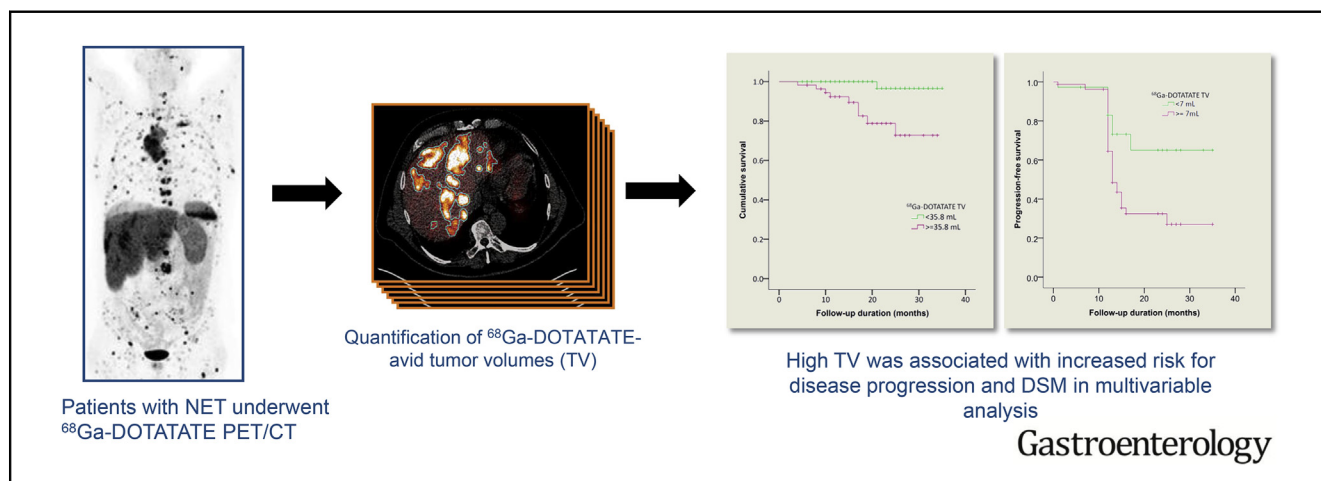 Patients with NET underwent
⁶⁸Ga-DOTATATE PET/CT
Quantification of ⁶⁸Ga-DOTATATE-
avid tumor volumes (TV)
Cumulative survival
1.0
0.8
0.6
0.4
0.2
0.0
⁶⁸Ga-DOTATATE TV
<35.8 mL
>=35.8 mL
0 10 20 30 40
Follow-up duration (months)
Progression-free survival
1.0
0.8
0.6
0.4
0.2
0.0
⁶⁸Ga-DOTATATE TV
<7 mL
>= 7mL
0 10 20 30 40
Follow-up duration (months)
High TV was associated with increased risk for
disease progression and DSM in multivariable
analysis
Gastroenterology